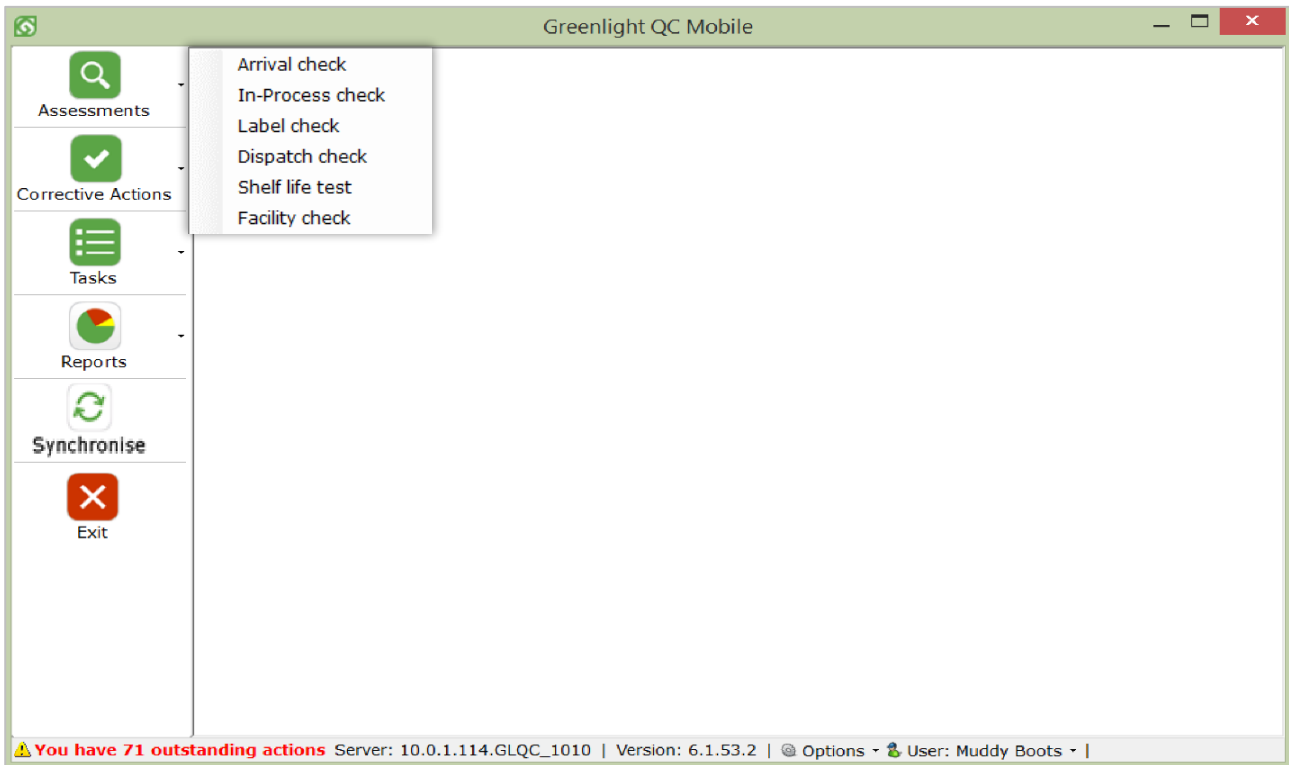 Greenlight QC Mobile
Assessments
Corrective Actions
Tasks
Reports
Synchronise
Exit
Arrival check
In-Process check
Label check
Dispatch check
Shelf life test
Facility check
You have 71 outstanding actions Server: 10.0.1.114.GLQC_1010 | Version: 6.1.53.2 | Options User: Muddy Boots |